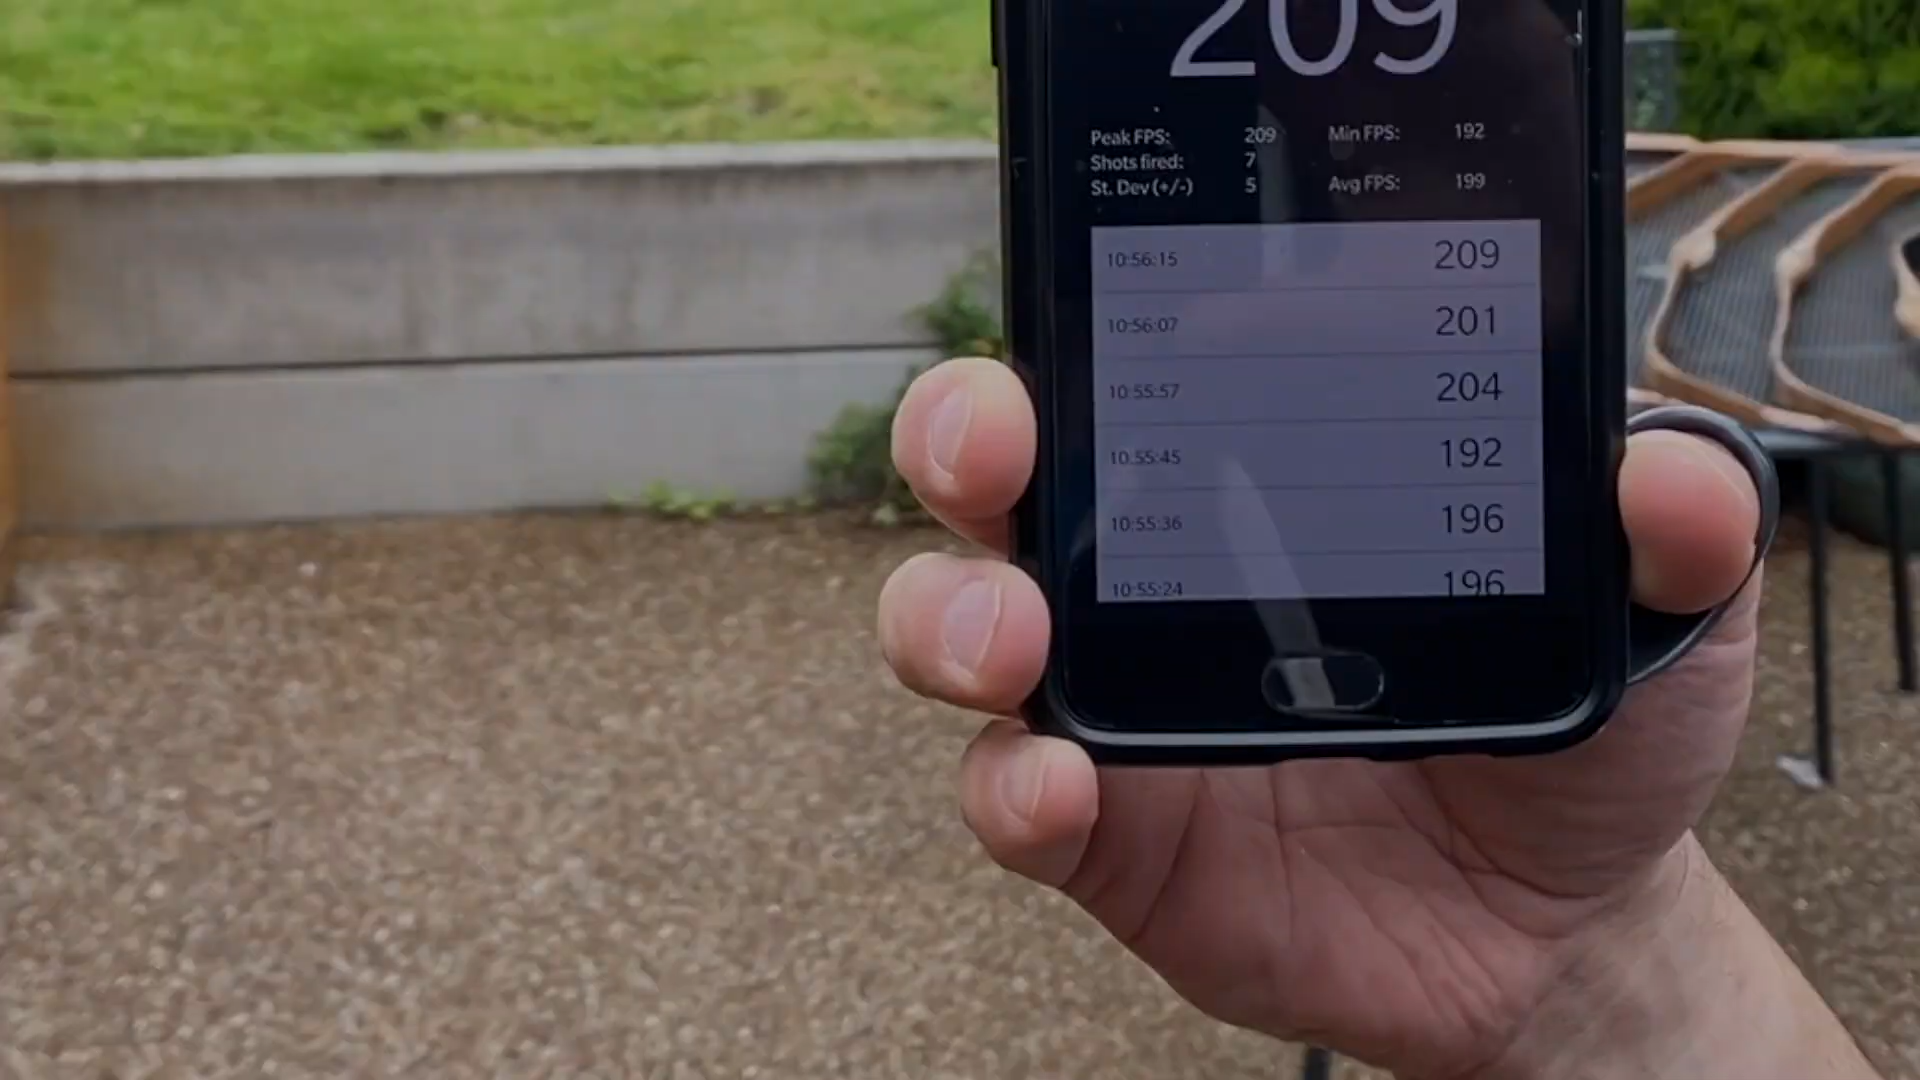 209
Peak FPS: 209 Min FPS: 192
Shots fired: 7
St. Dev (+/-) 5 Avg FPS: 199
10:56:15 209
10:56:07 201
10:55:57 204
10:55:45 192
10:55:36 196
10:55:24 196